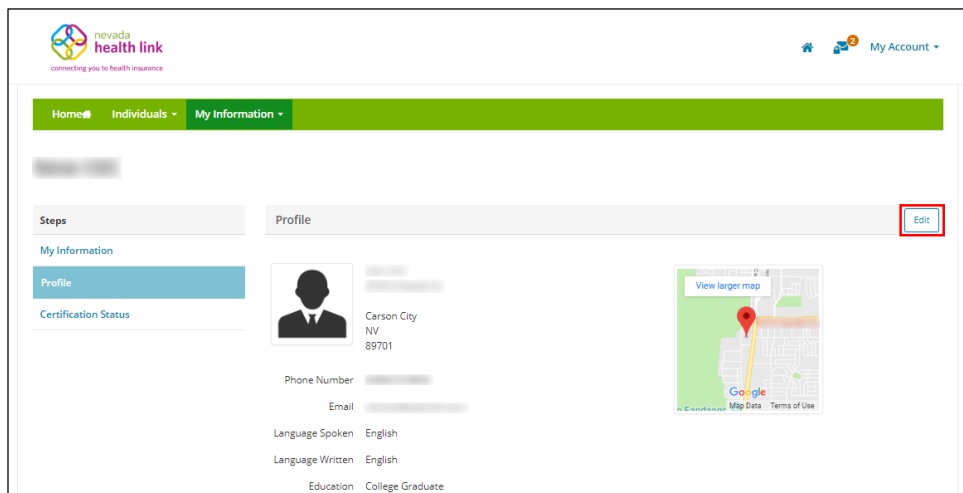 nevada
health link
connecting you to health insurance
2
My Account
Home
Individuals
My Information
Steps
Profile
Edit
My Information
Profile
Certification Status
Carson City
NV
89701
View larger map
Google
Map Data Terms of Use
Phone Number
Email
Language Spoken English
Language Written English
Education College Graduate